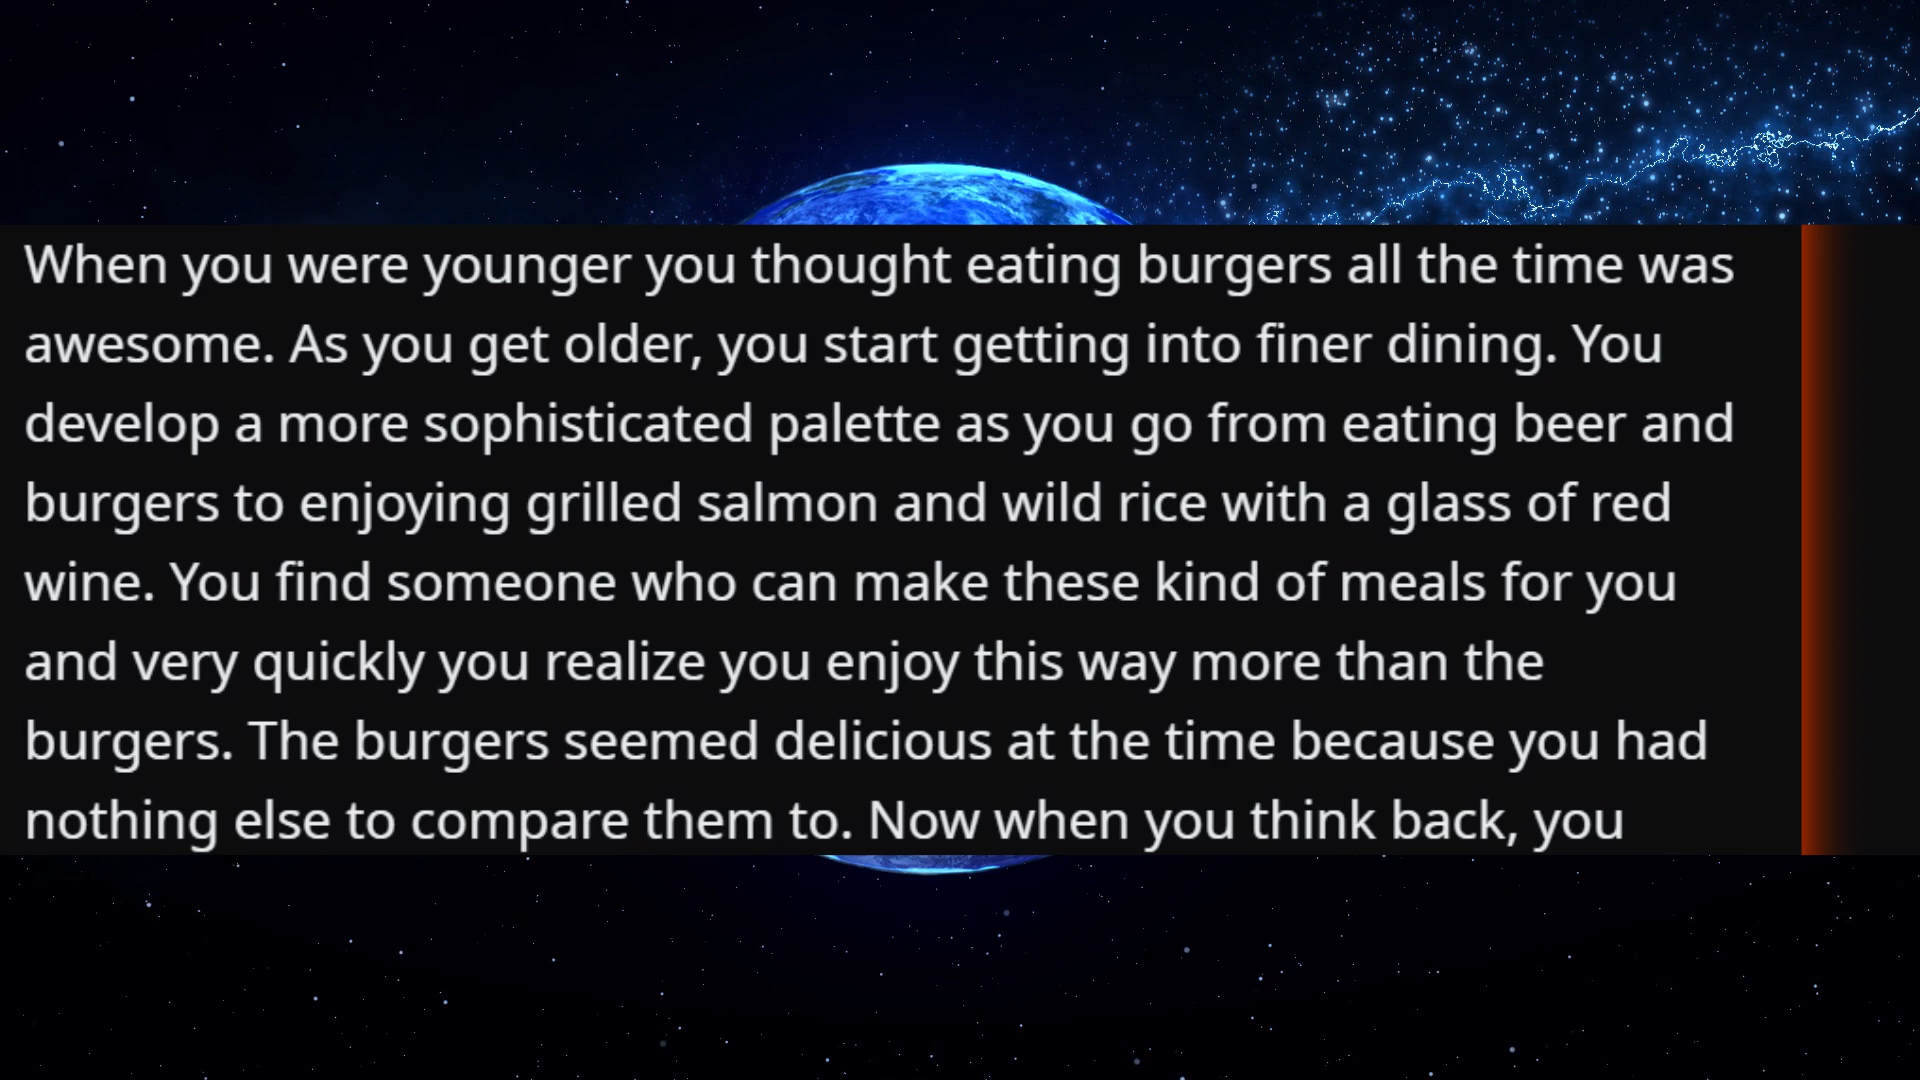 When you were younger you thought eating burgers all the time was
awesome. As you get older, you start getting into finer dining. You
develop a more sophisticated palette as you go from eating beer and
burgers to enjoying grilled salmon and wild rice with a glass of red
wine. You find someone who can make these kind of meals for you
and very quickly you realize you enjoy this way more than the
burgers. The burgers seemed delicious at the time because you had
nothing else to compare them to. Now when you think back, you